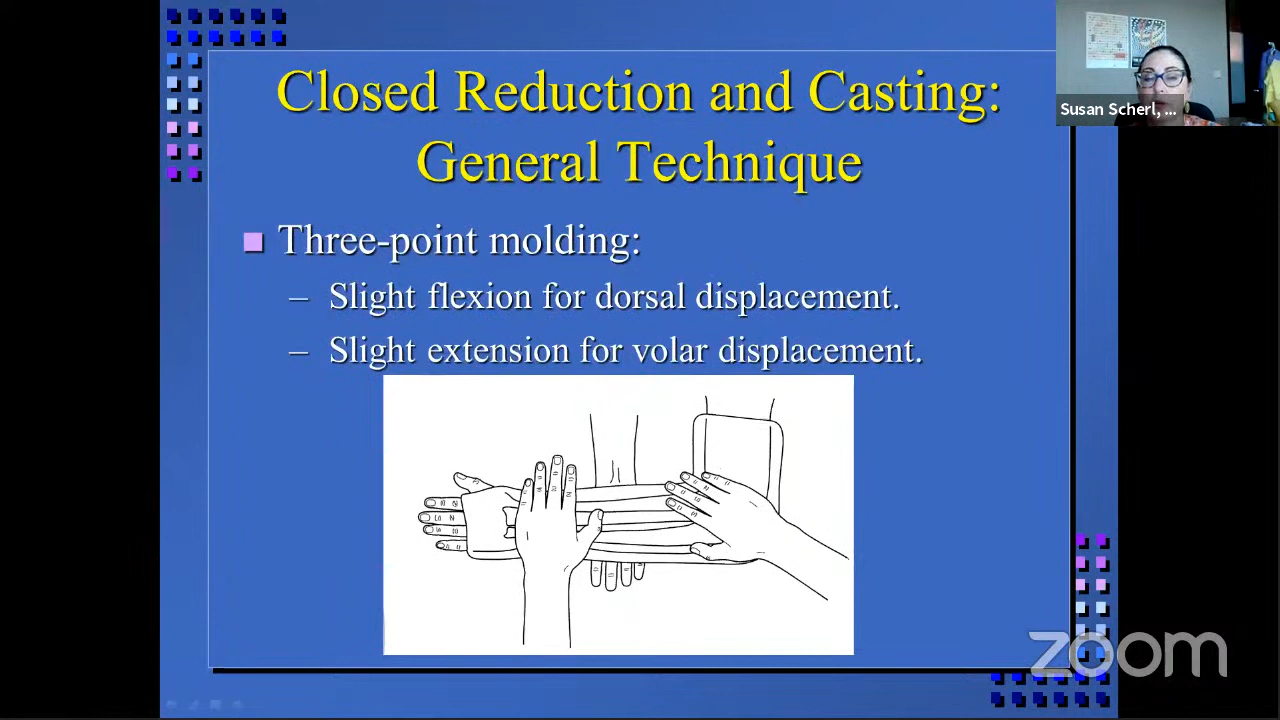 Closed Reduction and Casting:
General Technique
Susan Scherl, ...
Three-point molding:
– Slight flexion for dorsal displacement.
– Slight extension for volar displacement.
zoom